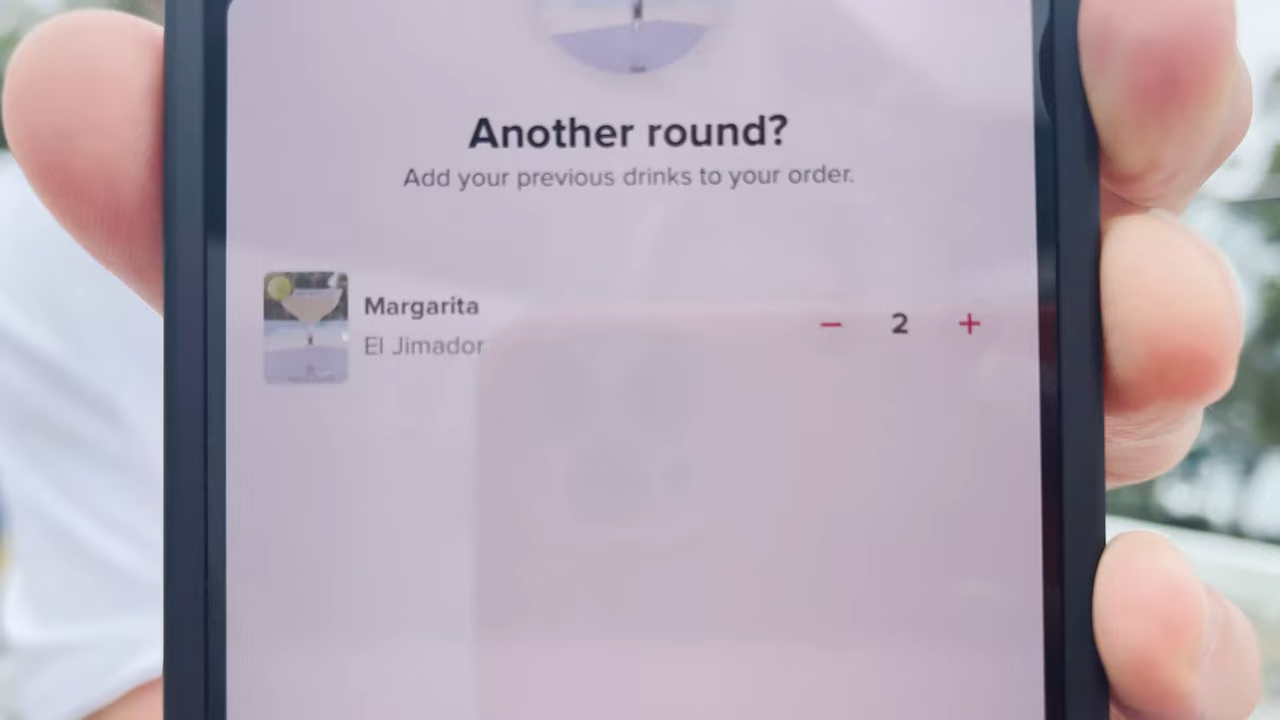 Another round?
Add your previous drinks to your order.
Margarita
El Jimador
− 2 +